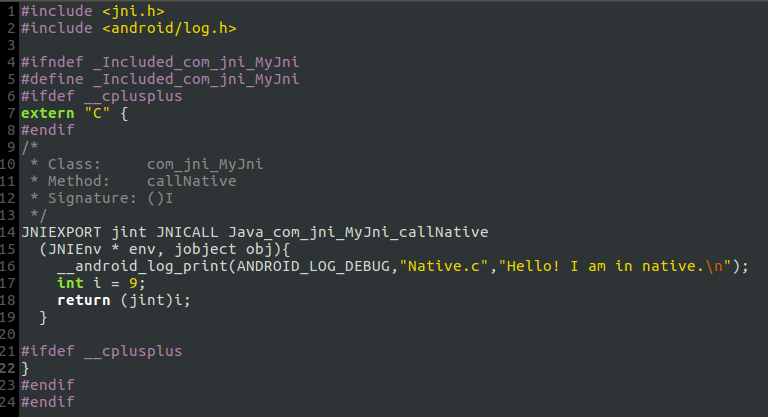 1 #include <jni.h>
2 #include <android/log.h>
3
4 #ifndef _Included_com_jni_MyJni
5 #define _Included_com_jni_MyJni
6 #ifdef __cplusplus
7 extern "C" {
8 #endif
9 /*
10  * Class:     com_jni_MyJni
11  * Method:    callNative
12  * Signature: ()I
13  */
14 JNIEXPORT jint JNICALL Java_com_jni_MyJni_callNative
15   (JNIEnv * env, jobject obj){
16     __android_log_print(ANDROID_LOG_DEBUG,"Native.c","Hello! I am in native.\n");
17     int i = 9;
18     return (jint)i;
19   }
20
21 #ifdef __cplusplus
22 }
23 #endif
24 #endif